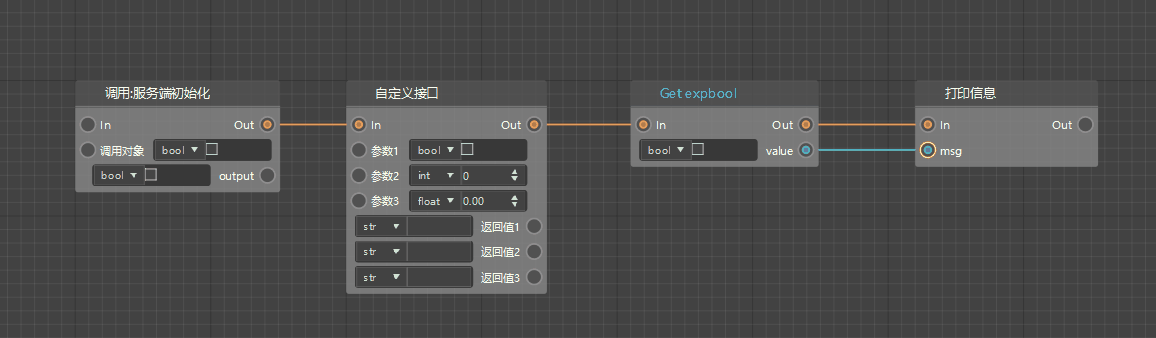 调用:服务端初始化
In
Out
调用对象
bool
bool
output
自定义接口
In
Out
参数1
bool
参数2
int
0
参数3
float
0.00
str
返回值1
str
返回值2
str
返回值3
Get expbool
In
Out
bool
value
打印信息
In
Out
msg